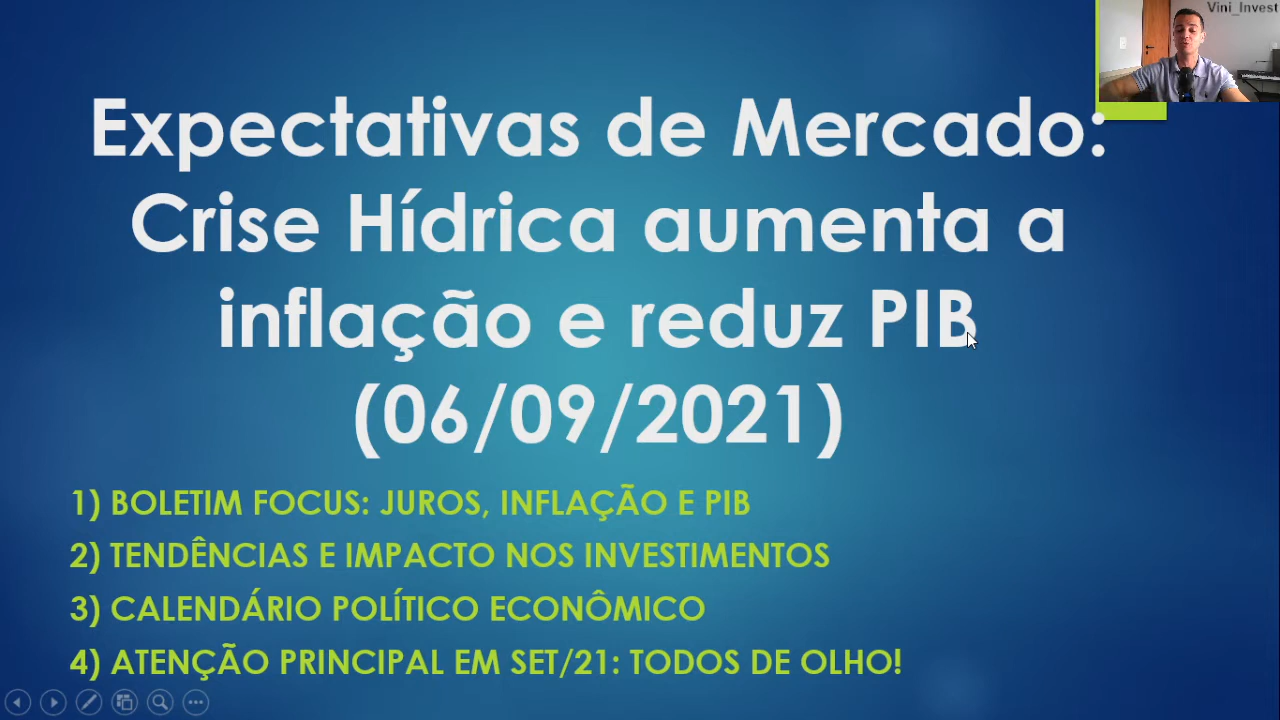 Vini_Invest
Expectativas de Mercado:
Crise Hídrica aumenta a
inflação e reduz PIB
(06/09/2021)
1) BOLETIM FOCUS: JUROS, INFLAÇÃO E PIB
2) TENDÊNCIAS E IMPACTO NOS INVESTIMENTOS
3) CALENDÁRIO POLÍTICO ECONÔMICO
4) ATENÇÃO PRINCIPAL EM SET/21: TODOS DE OLHO!